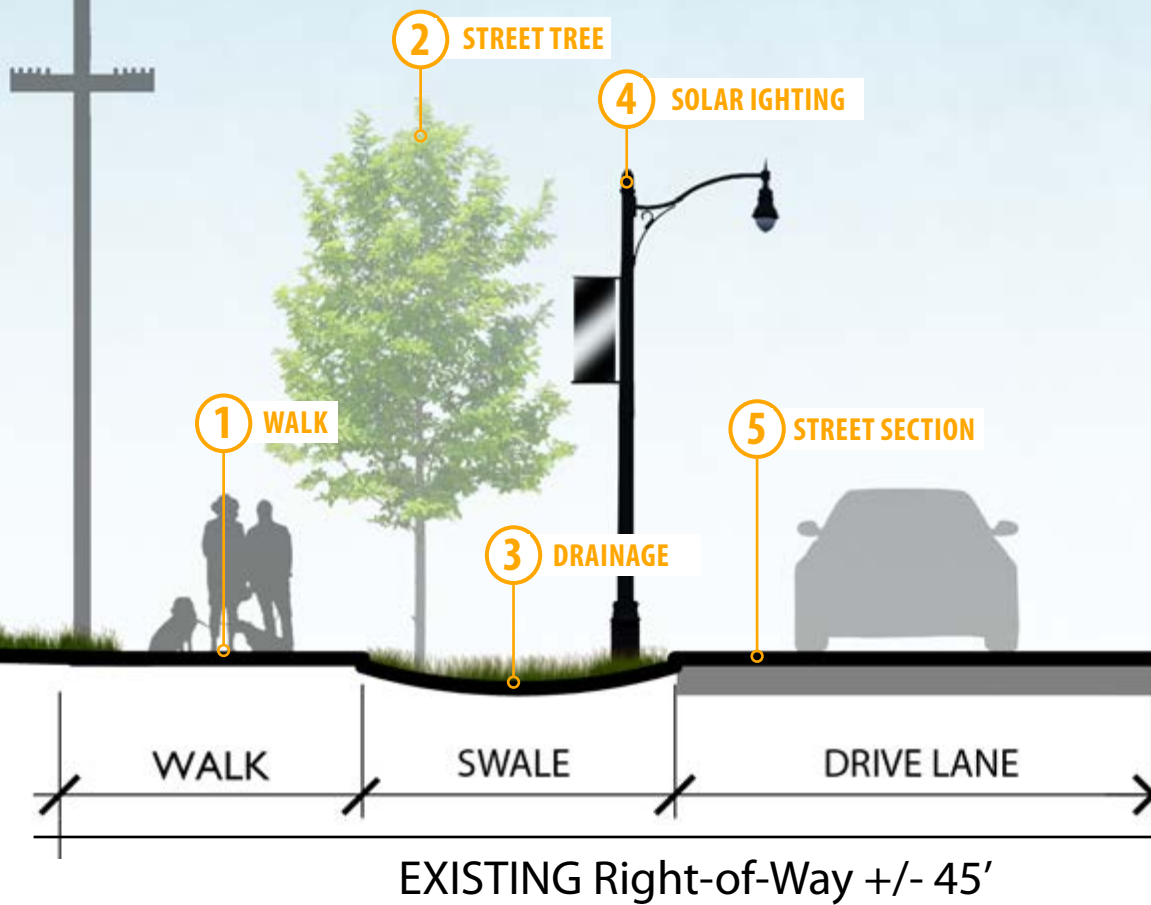 2 STREET TREE
4 SOLAR IGHTING
1 WALK
5 STREET SECTION
3 DRAINAGE
WALK
SWALE
DRIVE LANE
EXISTING Right-of-Way +/- 45’